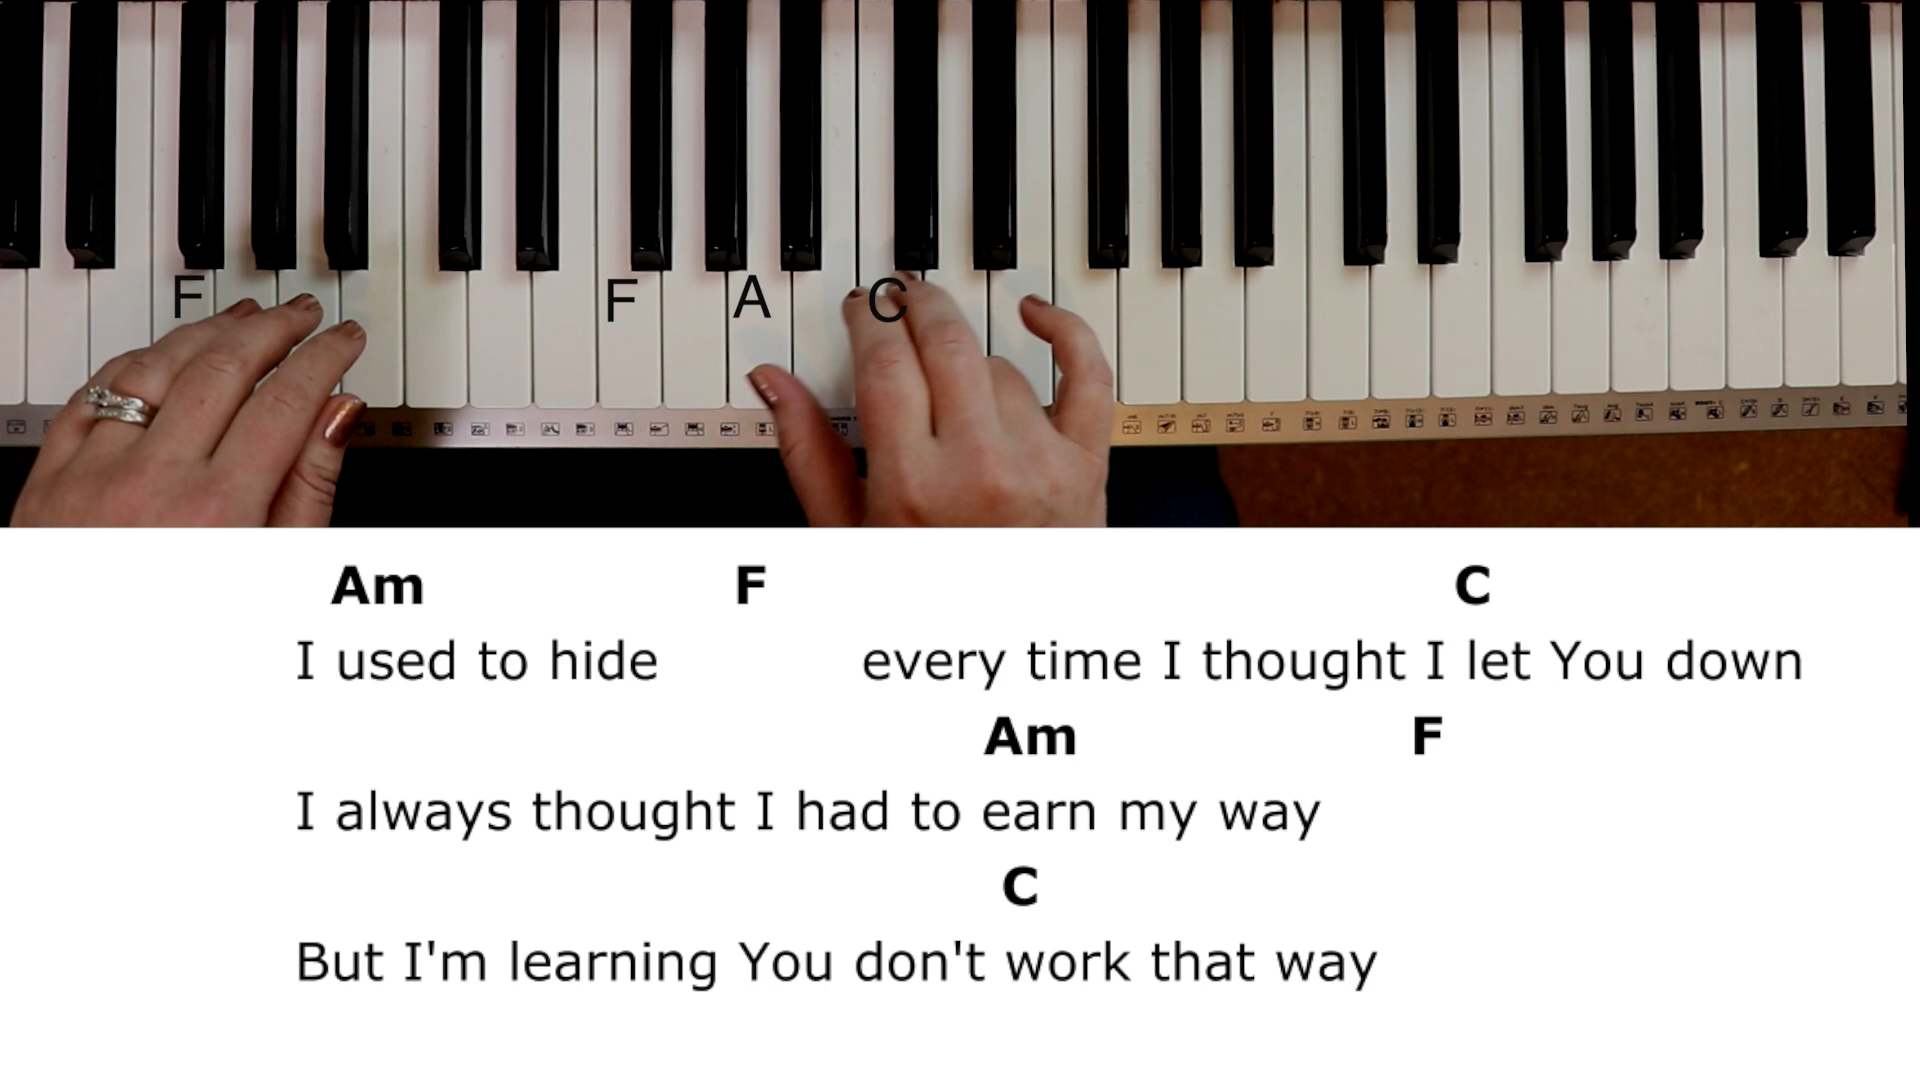 F F A C
Am F C
I used to hide every time I thought I let You down
Am F
I always thought I had to earn my way
C
But I'm learning You don't work that way